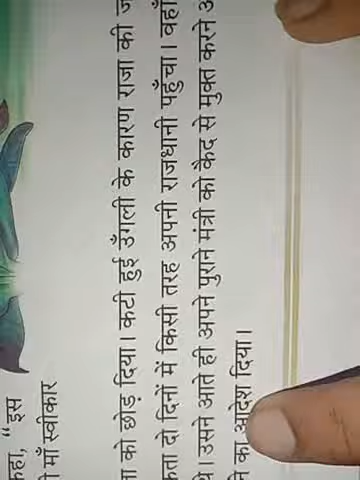 कहा, "इस
माँ स्वीकार
को छोड़ दिया। कटी हुई उँगली के कारण राजा की
दो दिनों में किसी तरह अपनी राजधानी पहुँचा। वहाँ
थे। उसने आते ही अपने पुराने मंत्री को कैद से मुक्त करने
का आदेश दिया।